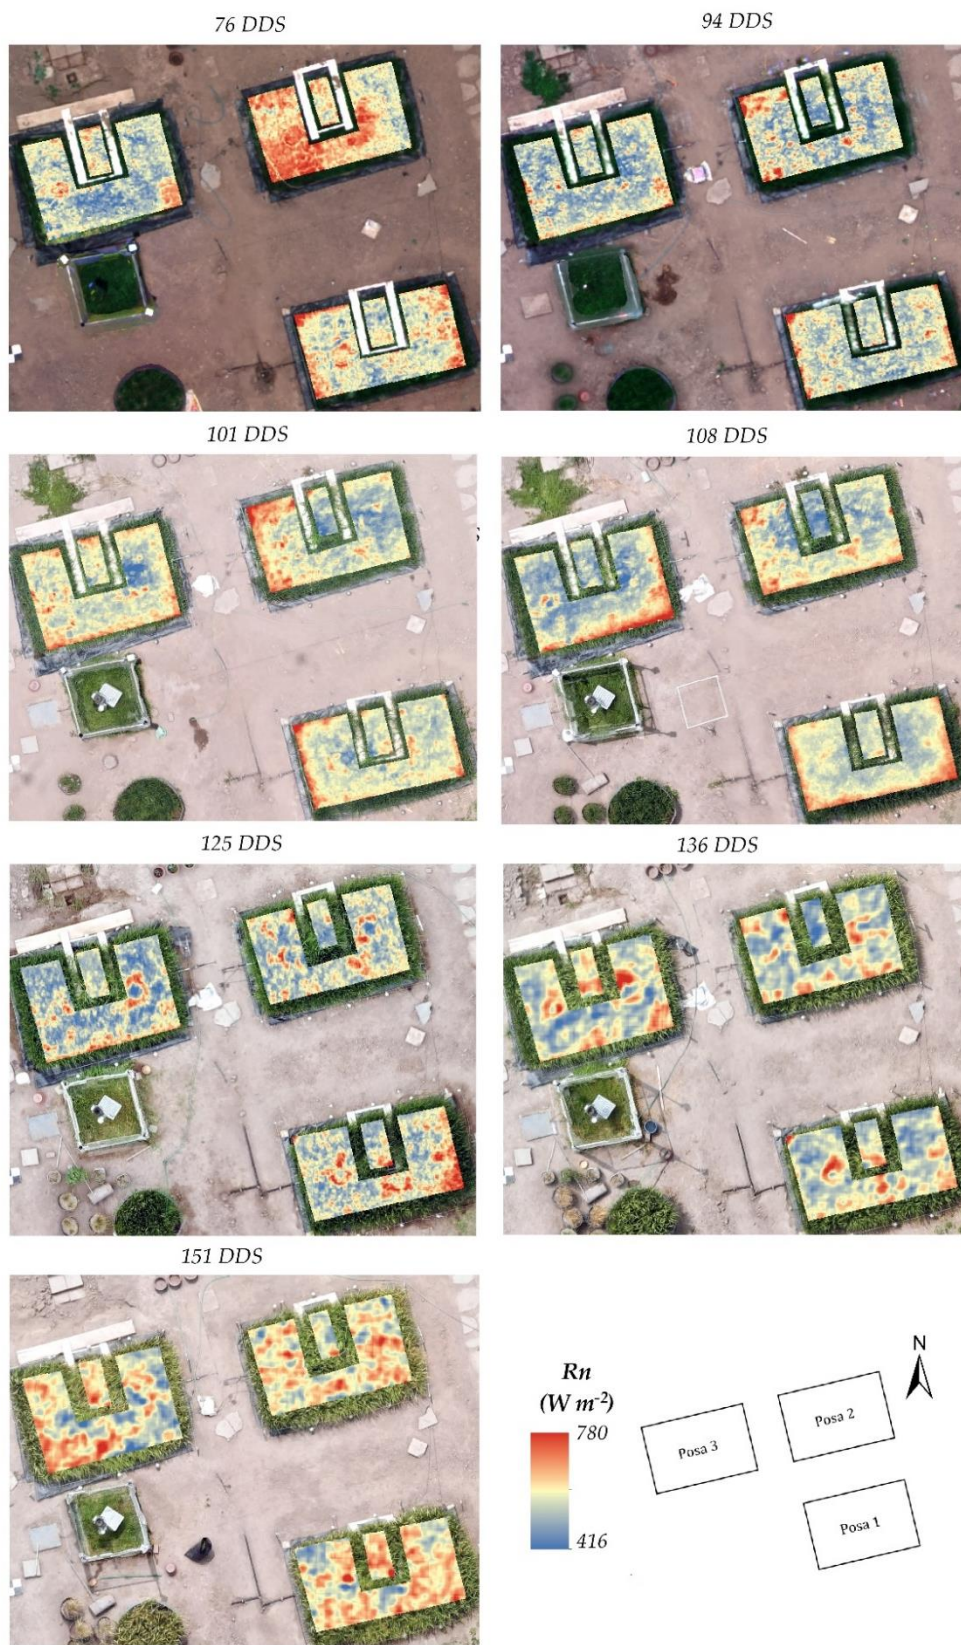 76 DDS
94 DDS
101 DDS
108 DDS
125 DDS
136 DDS
151 DDS
Rn
(W m⁻²)
780
416
N
Posa 3
Posa 2
Posa 1